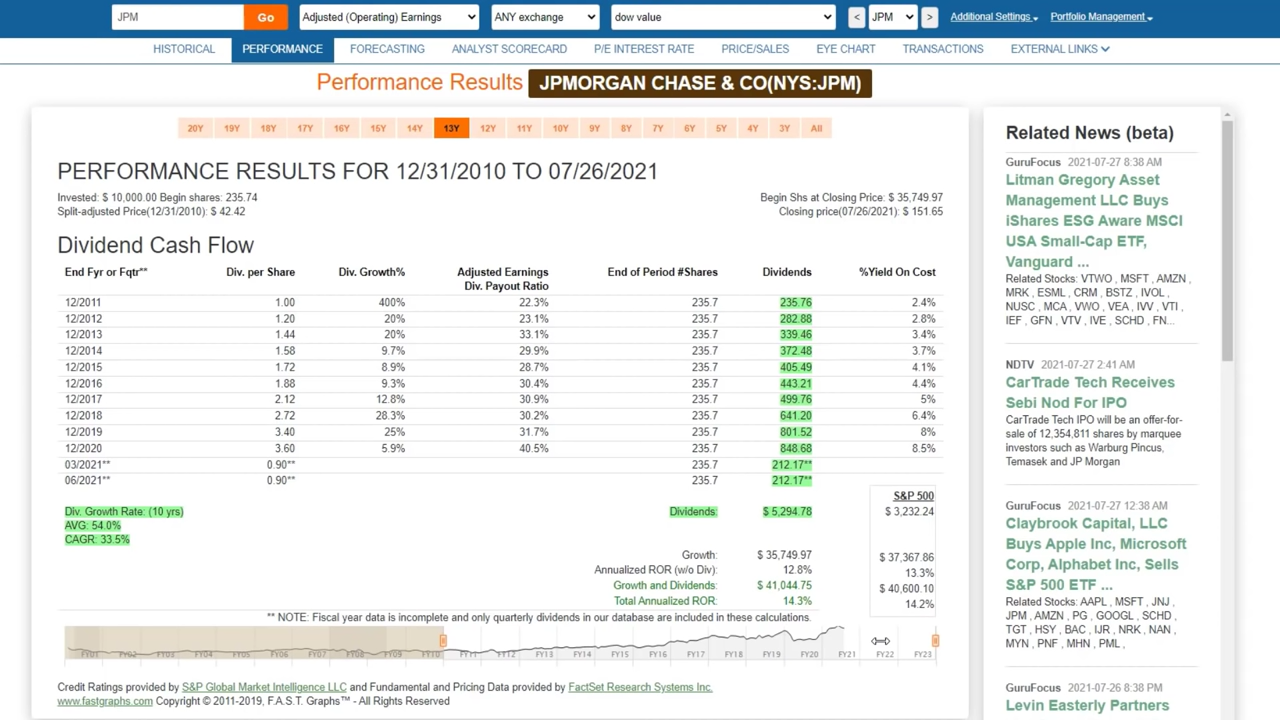 JPM Go Adjusted (Operating) Earnings ANY exchange dow value < JPM > Additional Settings Portfolio Management
HISTORICAL PERFORMANCE FORECASTING ANALYST SCORECARD P/E INTEREST RATE PRICE/SALES EYE CHART TRANSACTIONS EXTERNAL LINKS
Performance Results JPMORGAN CHASE & CO(NYS:JPM)
20Y 19Y 18Y 17Y 16Y 15Y 14Y 13Y 12Y 11Y 10Y 9Y 8Y 7Y 6Y 5Y 4Y 3Y All
PERFORMANCE RESULTS FOR 12/31/2010 TO 07/26/2021
Invested: $ 10,000.00 Begin shares: 235.74 Begin Shs at Closing Price: $ 35,749.97
Split-adjusted Price(12/31/2010): $ 42.42 Closing price(07/26/2021): $ 151.65
Dividend Cash Flow
End Fyr or Fqtr** Div. per Share Div. Growth% Adjusted Earnings End of Period #Shares Dividends %Yield On Cost
Div. Payout Ratio
12/2011 1.00 400% 22.3% 235.7 235.76 2.4%
12/2012 1.20 20% 23.1% 235.7 282.88 2.8%
12/2013 1.44 20% 33.1% 235.7 339.46 3.4%
12/2014 1.58 9.7% 29.9% 235.7 372.48 3.7%
12/2015 1.72 8.9% 28.7% 235.7 405.49 4.1%
12/2016 1.88 9.3% 30.4% 235.7 443.21 4.4%
12/2017 2.12 12.8% 30.9% 235.7 499.76 5%
12/2018 2.72 28.3% 30.2% 235.7 641.20 6.4%
12/2019 3.40 25% 31.7% 235.7 801.52 8%
12/2020 3.60 5.9% 40.5% 235.7 848.68 8.5%
03/2021** 0.90** 235.7 212.17**
06/2021** 0.90** 235.7 212.17**
S&P 500
Div. Growth Rate: (10 yrs) Dividends: $ 5,294.78 $ 3,232.24
AVG: 54.0%
CAGR: 33.5%
Growth: $ 35,749.97 $ 37,367.86
Annualized ROR (w/o Div) 12.8% 13.3%
Growth and Dividends: $ 41,044.75 $ 40,600.10
Total Annualized ROR: 14.3% 14.2%
** NOTE: Fiscal year data is incomplete and only quarterly dividends in our database are included in these calculations.
FY01 FY02 FY03 FY04 FY05 FY06 FY07 FY08 FY09 FY10 FY11 FY12 FY13 FY14 FY15 FY16 FY17 FY18 FY19 FY20 FY21 FY22 FY23
Credit Ratings provided by S&P Global Market Intelligence LLC and Fundamental and Pricing Data provided by FactSet Research Systems Inc.
www.fastgraphs.com Copyright © 2011-2019, F.A.S.T. Graphs™ - All Rights Reserved
Related News (beta)
GuruFocus 2021-07-27 8:38 AM
Litman Gregory Asset
Management LLC Buys
iShares ESG Aware MSCI
USA Small-Cap ETF,
Vanguard ...
Related Stocks: VTWO , MSFT , AMZN ,
MRK , ESML , CRM , BSTZ , IVOL ,
NUSC , MCA , VWO , VEA , IVV , VTI ,
IEF , GFN , VTV , IVE , SCHD , FN...
NDTV 2021-07-27 2:41 AM
CarTrade Tech Receives
Sebi Nod For IPO
CarTrade Tech IPO will be an offer-for-
sale of 12,354,811 shares by marquee
investors such as Warburg Pincus,
Temasek and JP Morgan
GuruFocus 2021-07-27 12:38 AM
Claybrook Capital, LLC
Buys Apple Inc, Microsoft
Corp, Alphabet Inc, Sells
S&P 500 ETF ...
Related Stocks: AAPL , MSFT , JNJ ,
JPM , AMZN , PG , GOOGL , SCHD ,
TGT , HSY , BAC , IJR , NRK , NAN ,
MYN , PNF , MHN , PML ,
GuruFocus 2021-07-26 8:38 PM
Levin Easterly Partners